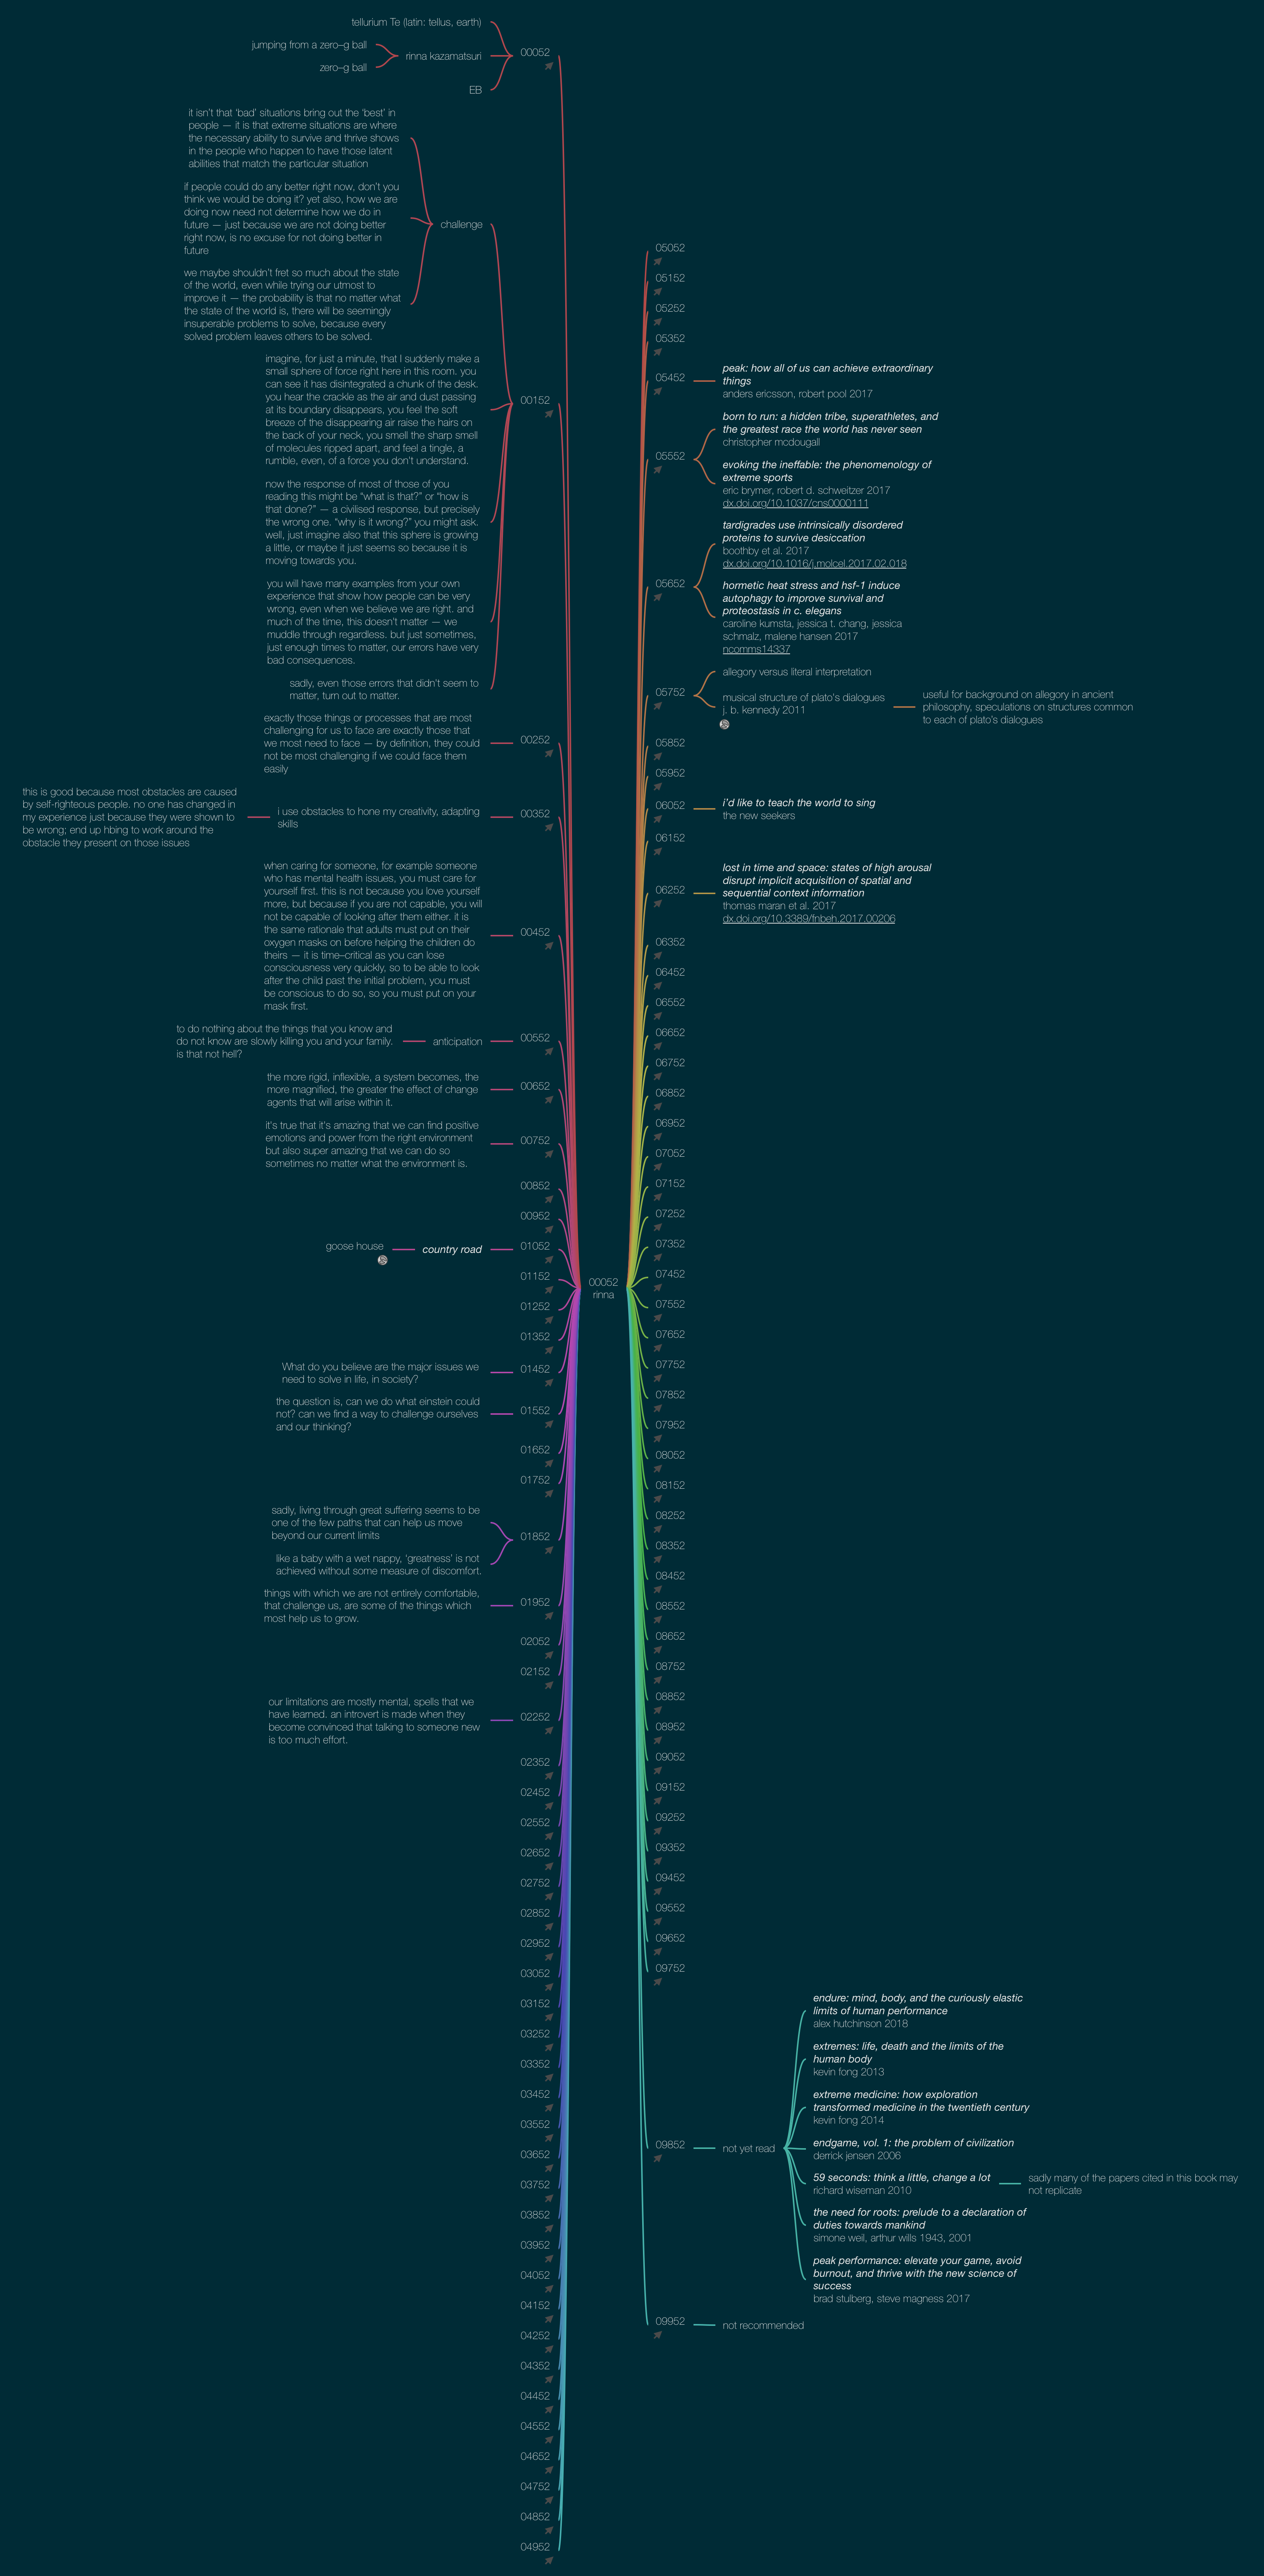 tellurium Te (latin: tellus, earth)
jumping from a zero–g ball
zero–g ball
rinna kazamatsuri
EB
00052
it isn't that ‘bad’ situations bring out the ‘best’ in
people — it is that extreme situations are where
the necessary ability to survive and thrive shows
in the people who happen to have those latent
abilities that match the particular situation
if people could do any better right now, don't you
think we would be doing it? yet also, how we are
doing now need not determine how we do in
future — just because we are not doing better
right now, is no excuse for not doing better in
future
we maybe shouldn't fret so much about the state
of the world, even while trying our utmost to
improve it — the probability is that no matter what
the state of the world is, there will be seemingly
insuperable problems to solve, because every
solved problem leaves others to be solved.
challenge
imagine, for just a minute, that I suddenly make a
small sphere of force right here in this room. you
can see it has disintegrated a chunk of the desk.
you hear the crackle as the air and dust passing
at its boundary disappears, you feel the soft
breeze of the disappearing air raise the hairs on
the back of your neck, you smell the sharp smell
of molecules ripped apart, and feel a tingle, a
rumble, even, of a force you don't understand.
now the response of most of those of you
reading this might be “what is that?” or “how is
that done?” — a civilised response, but precisely
the wrong one. “why is it wrong?” you might ask.
well, just imagine also that this sphere is growing
a little, or maybe it just seems so because it is
moving towards you.
you will have many examples from your own
experience that show how people can be very
wrong, even when we believe we are right. and
much of the time, this doesn't matter — we
muddle through regardless. but just sometimes,
just enough times to matter, our errors have very
bad consequences.
sadly, even those errors that didn't seem to
matter, turn out to matter.
00152
exactly those things or processes that are most
challenging for us to face are exactly those that
we most need to face — by definition, they could
not be most challenging if we could face them
easily
00252
this is good because most obstacles are caused
by self-righteous people. no one has changed in
my experience just because they were shown to
be wrong; end up hbing to work around the
obstacle they present on those issues
i use obstacles to hone my creativity, adapting
skills
00352
when caring for someone, for example someone
who has mental health issues, you must care for
yourself first. this is not because you love yourself
more, but because if you are not capable, you will
not be capable of looking after them either. it is
the same rationale that adults must put on their
oxygen masks on before helping the children do
theirs — it is time–critical as you can lose
consciousness very quickly, so to be able to look
after the child past the initial problem, you must
be conscious to do so, so you must put on your
mask first.
00452
to do nothing about the things that you know and
do not know are slowly killing you and your family.
is that not hell?
anticipation
00552
the more rigid, inflexible, a system becomes, the
more magnified, the greater the effect of change
agents that will arise within it.
00652
it's true that it's amazing that we can find positive
emotions and power from the right environment
but also super amazing that we can do so
sometimes no matter what the environment is.
00752
00852
00952
goose house
country road
01052
01152
01252
01352
What do you believe are the major issues we
need to solve in life, in society?
01452
the question is, can we do what einstein could
not? can we find a way to challenge ourselves
and our thinking?
01552
01652
01752
sadly, living through great suffering seems to be
one of the few paths that can help us move
beyond our current limits
like a baby with a wet nappy, ‘greatness’ is not
achieved without some measure of discomfort.
01852
things with which we are not entirely comfortable,
that challenge us, are some of the things which
most help us to grow.
01952
02052
02152
our limitations are mostly mental, spells that we
have learned. an introvert is made when they
become convinced that talking to someone new
is too much effort.
02252
02352
02452
02552
02652
02752
02852
02952
03052
03152
03252
03352
03452
03552
03652
03752
03852
03952
04052
04152
04252
04352
04452
04552
04652
04752
04852
04952
00052
rinna
05052
05152
05252
05352
05452
peak: how all of us can achieve extraordinary
things
anders ericsson, robert pool 2017
05552
born to run: a hidden tribe, superathletes, and
the greatest race the world has never seen
christopher mcdougall
evoking the ineffable: the phenomenology of
extreme sports
eric brymer, robert d. schweitzer 2017
dx.doi.org/10.1037/cns0000111
05652
tardigrades use intrinsically disordered
proteins to survive desiccation
boothby et al. 2017
dx.doi.org/10.1016/j.molcel.2017.02.018
hormetic heat stress and hsf-1 induce
autophagy to improve survival and
proteostasis in c. elegans
caroline kumsta, jessica t. chang, jessica
schmalz, malene hansen 2017
ncomms14337
05752
allegory versus literal interpretation
musical structure of plato's dialogues
j. b. kennedy 2011
useful for background on allegory in ancient
philosophy, speculations on structures common
to each of plato's dialogues
05852
05952
06052
i'd like to teach the world to sing
the new seekers
06152
06252
lost in time and space: states of high arousal
disrupt implicit acquisition of spatial and
sequential context information
thomas maran et al. 2017
dx.doi.org/10.3389/fnbeh.2017.00206
06352
06452
06552
06652
06752
06852
06952
07052
07152
07252
07352
07452
07552
07652
07752
07852
07952
08052
08152
08252
08352
08452
08552
08652
08752
08852
08952
09052
09152
09252
09352
09452
09552
09652
09752
09852
not yet read
endure: mind, body, and the curiously elastic
limits of human performance
alex hutchinson 2018
extremes: life, death and the limits of the
human body
kevin fong 2013
extreme medicine: how exploration
transformed medicine in the twentieth century
kevin fong 2014
endgame, vol. 1: the problem of civilization
derrick jensen 2006
59 seconds: think a little, change a lot
richard wiseman 2010
sadly many of the papers cited in this book may
not replicate
the need for roots: prelude to a declaration of
duties towards mankind
simone weil, arthur wills 1943, 2001
peak performance: elevate your game, avoid
burnout, and thrive with the new science of
success
brad stulberg, steve magness 2017
09952
not recommended